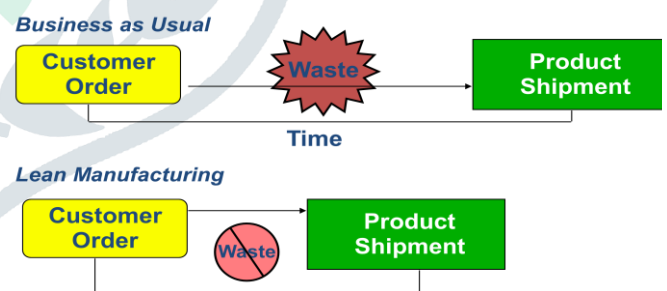 Business as Usual
Customer
Order
Waste
Product
Shipment
Time
Lean Manufacturing
Customer
Order
Waste
Product
Shipment